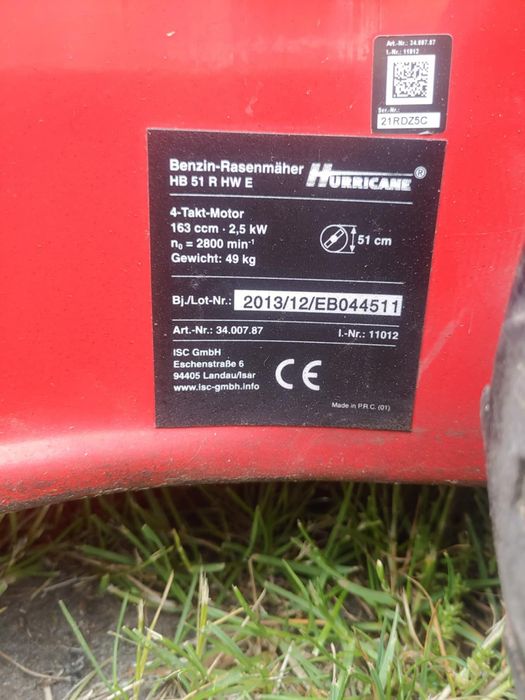 Art.-Nr.: 34.007.87
I.-Nr.: 11012
Ser.-Nr.:
21RDZ5C
Benzin-Rasenmäher
HB 51 R HW E
HURRICANE®
4-Takt-Motor
163 ccm · 2,5 kW
n₀ = 2800 min⁻¹
Gewicht: 49 kg
51 cm
Bj./Lot-Nr.: 2013/12/EB044511
Art.-Nr.: 34.007.87 I.-Nr.: 11012
ISC GmbH
Eschenstraße 6
94405 Landau/Isar
www.isc-gmbh.info
CE
Made in P.R.C. (01)